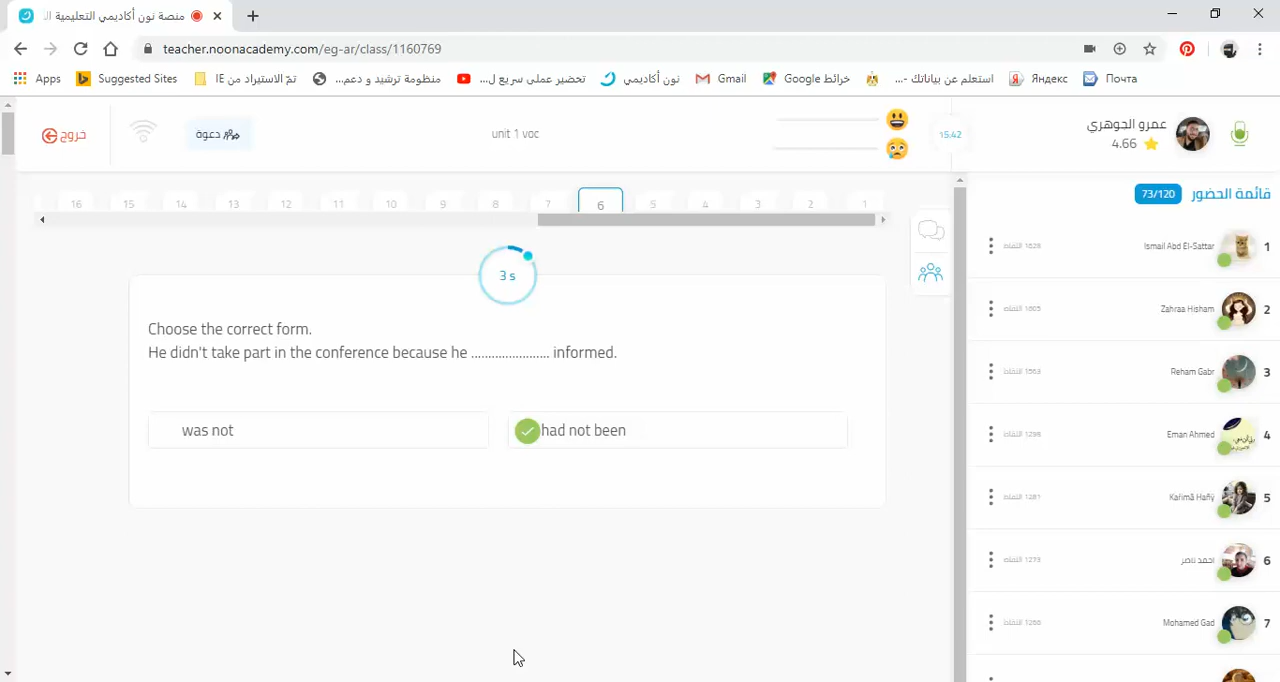 منصة نون أكاديمي التعليمية
teacher.noonacademy.com/eg-ar/class/1160769
Apps
Suggested Sites
تمّ الاستيراد من IE
منظومة ترشيد و دعم...
تحضير عملى سريع ل...
نون أكاديمي
Gmail
خرائط Google
استعلم عن بياناتك -...
Яндекс
Почта
خروج
دعوة
unit 1 voc
15:42
عمرو الجوهري
4.66
قائمة الحضور
73/120
16 15 14 13 12 11 10 9 8 7 6 5 4 3 2 1
3 s
Choose the correct form.
He didn't take part in the conference because he ...................... informed.
was not
had not been
Ismail Abd El-Sattar 1
Zahraa Hisham 2
Reham Gabr 3
Eman Ahmed 4
Kařimâ Hañÿ 5
احمد ناصر 6
Mohamed Gad 7